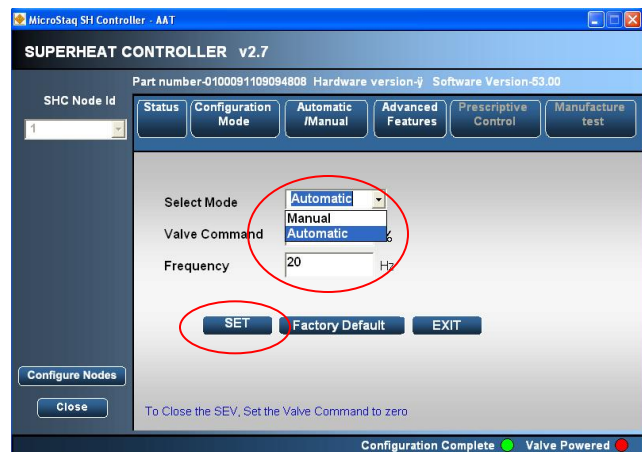 MicroStaq SH Controller - AAT
SUPERHEAT CONTROLLER v2.7
Part number-0100091109094808 Hardware version-ÿ Software Version-53.00
SHC Node Id
1
Status
Configuration
Mode
Automatic
/Manual
Advanced
Features
Prescriptive
Control
Manufacture
test
Select Mode
Automatic
Manual
Automatic
Valve Command
%
Frequency
20
Hz
SET
Factory Default
EXIT
Configure Nodes
Close
To Close the SEV, Set the Valve Command to zero
Configuration Complete
Valve Powered